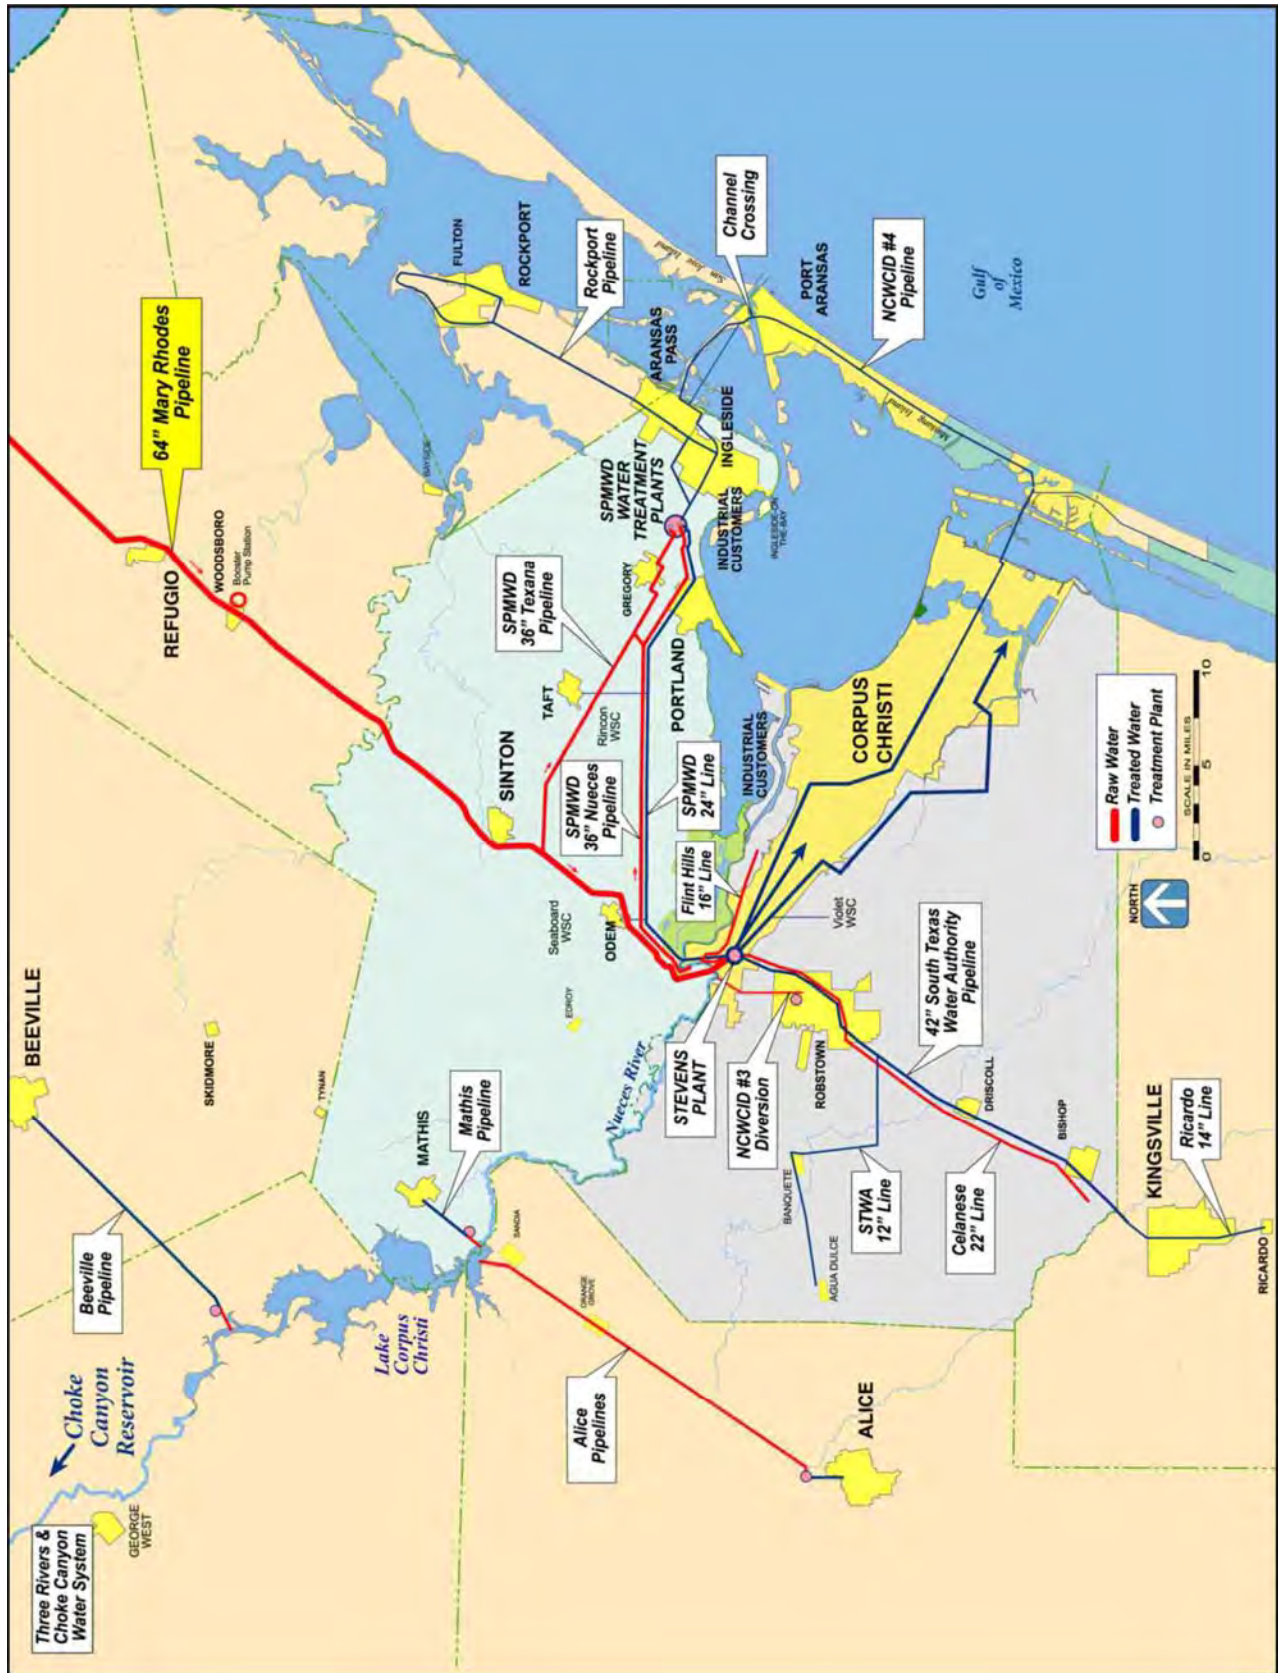 Three Rivers &
Choke Canyon
Water System
GEORGE
WEST
Choke
Canyon
Reservoir
Beeville
Pipeline
BEEVILLE
SKIDMORE
TYNAN
Lake
Corpus
Christi
MATHIS
Mathis
Pipeline
SANDIA
ORANGE
GROVE
Alice
Pipelines
ALICE
64" Mary Rhodes
Pipeline
REFUGIO
WOODSBORO
Booster
Pump Station
BAYSIDE
SINTON
TAFT
Rincon
WSC
SPMWD
36" Texana
Pipeline
GREGORY
SPMWD
WATER
TREATMENT
PLANTS
SPMWD
36" Nueces
Pipeline
SPMWD
24" Line
PORTLAND
Seaboard
WSC
ODEM
EDROY
Nueces River
FULTON
ROCKPORT
Rockport
Pipeline
ARANSAS
PASS
INGLESIDE
INDUSTRIAL
CUSTOMERS
INGLESIDE-ON
THE-BAY
San Jose Island
Channel
Crossing
PORT
ARANSAS
NCWCID #4
Pipeline
Mustang Island
Gulf
of
Mexico
INDUSTRIAL
CUSTOMERS
CORPUS
CHRISTI
Flint Hills
16" Line
Violet
WSC
STEVENS
PLANT
NCWCID #3
Diversion
ROBSTOWN
42" South Texas
Water Authority
Pipeline
BANQUETE
AGUA DULCE
STWA
12" Line
DRISCOLL
Celanese
22" Line
BISHOP
KINGSVILLE
Ricardo
14" Line
RICARDO
Raw Water
Treated Water
Treatment Plant
0 5 10
SCALE IN MILES
NORTH